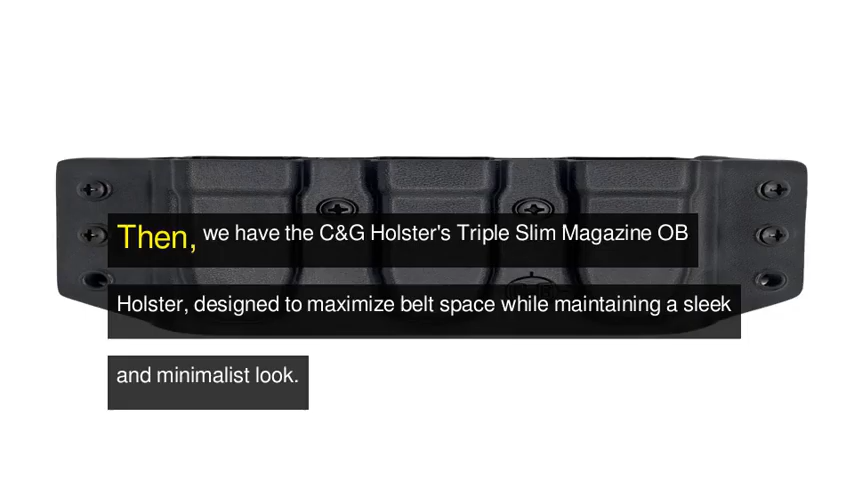 Then, we have the C&G Holster's Triple Slim Magazine OB
Holster, designed to maximize belt space while maintaining a sleek
and minimalist look.